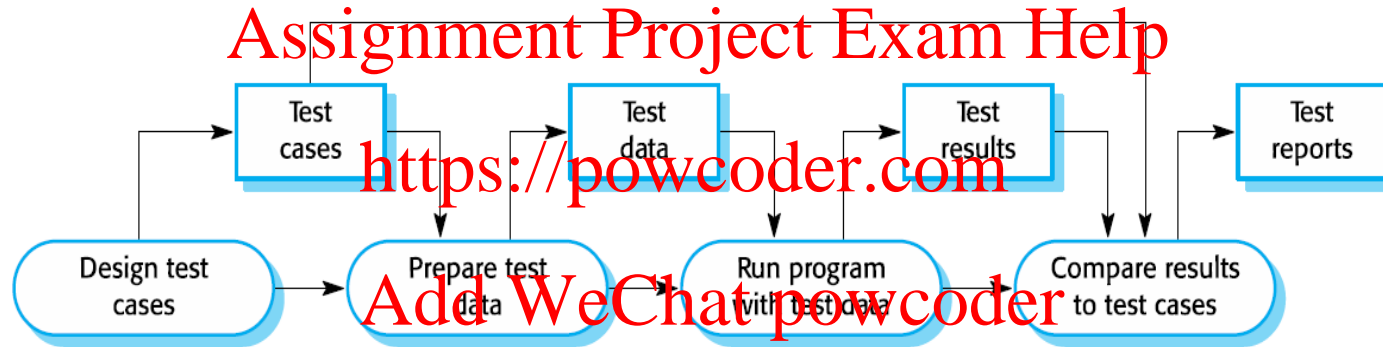 Assignment Project Exam Help
Test
cases
Test
data
Test
results
Test
reports
https://powcoder.com
Design test
cases
Prepare test
data
Run program
with test data
Compare results
to test cases
Add WeChat powcoder